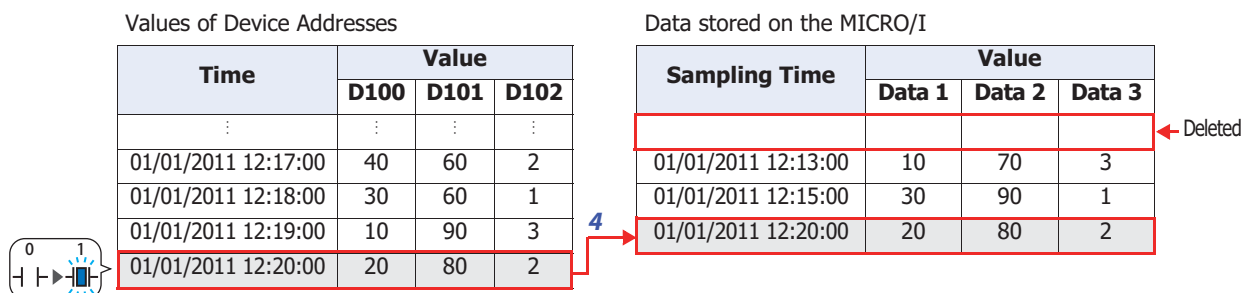 Values of Device Addresses
Data stored on the MICRO/I
Time Value
D100 D101 D102
⋮ ⋮ ⋮ ⋮
01/01/2011 12:17:00 40 60 2
01/01/2011 12:18:00 30 60 1
01/01/2011 12:19:00 10 90 3
01/01/2011 12:20:00 20 80 2
0 1
4
Sampling Time Value
Data 1 Data 2 Data 3
Deleted
01/01/2011 12:13:00 10 70 3
01/01/2011 12:15:00 30 90 1
01/01/2011 12:20:00 20 80 2